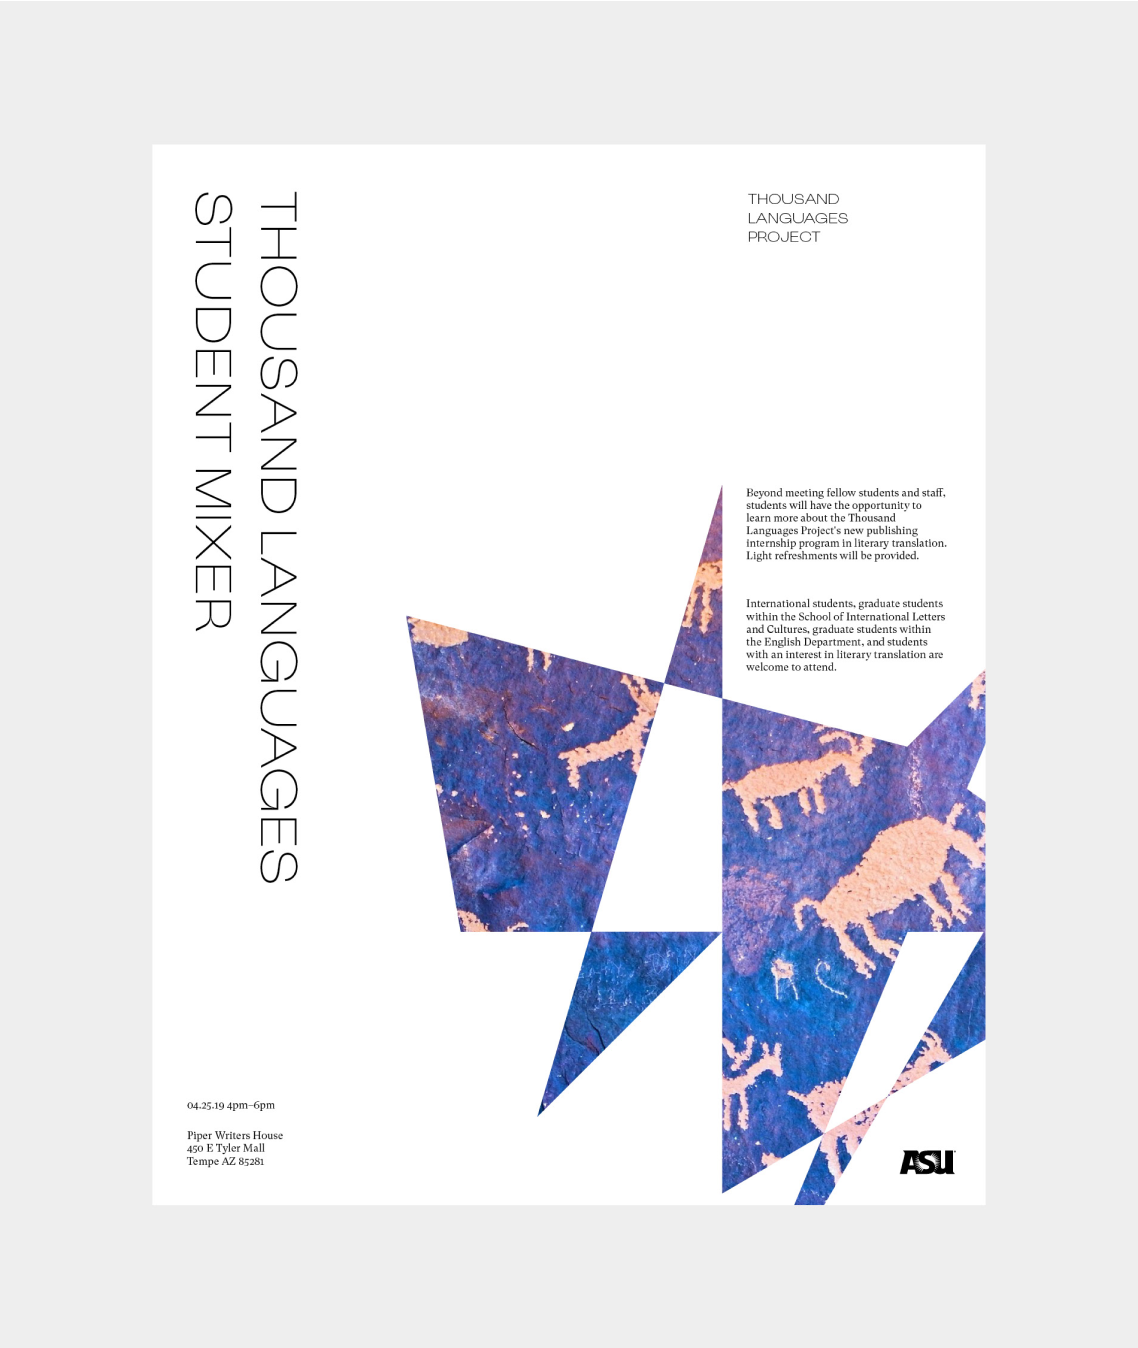 THOUSAND LANGUAGES
STUDENT MIXER
THOUSAND
LANGUAGES
PROJECT
Beyond meeting fellow students and staff,
students will have the opportunity to
learn more about the Thousand
Languages Project's new publishing
internship program in literary translation.
Light refreshments will be provided.
International students, graduate students
within the School of International Letters
and Cultures, graduate students within
the English Department, and students
with an interest in literary translation are
welcome to attend.
04.25.19 4pm–6pm
Piper Writers House
450 E Tyler Mall
Tempe AZ 85281
ASU